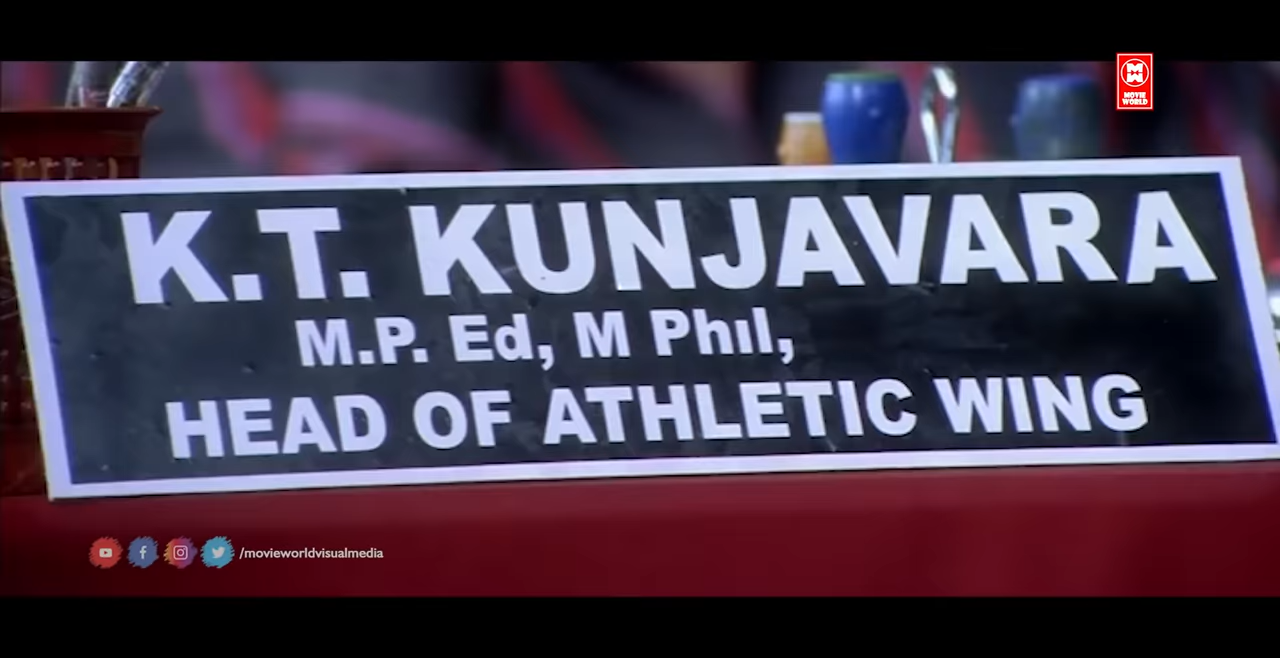 MOVIE
WORLD
K.T. KUNJAVARA
M.P. Ed, M Phil,
HEAD OF ATHLETIC WING
/movieworldvisualmedia